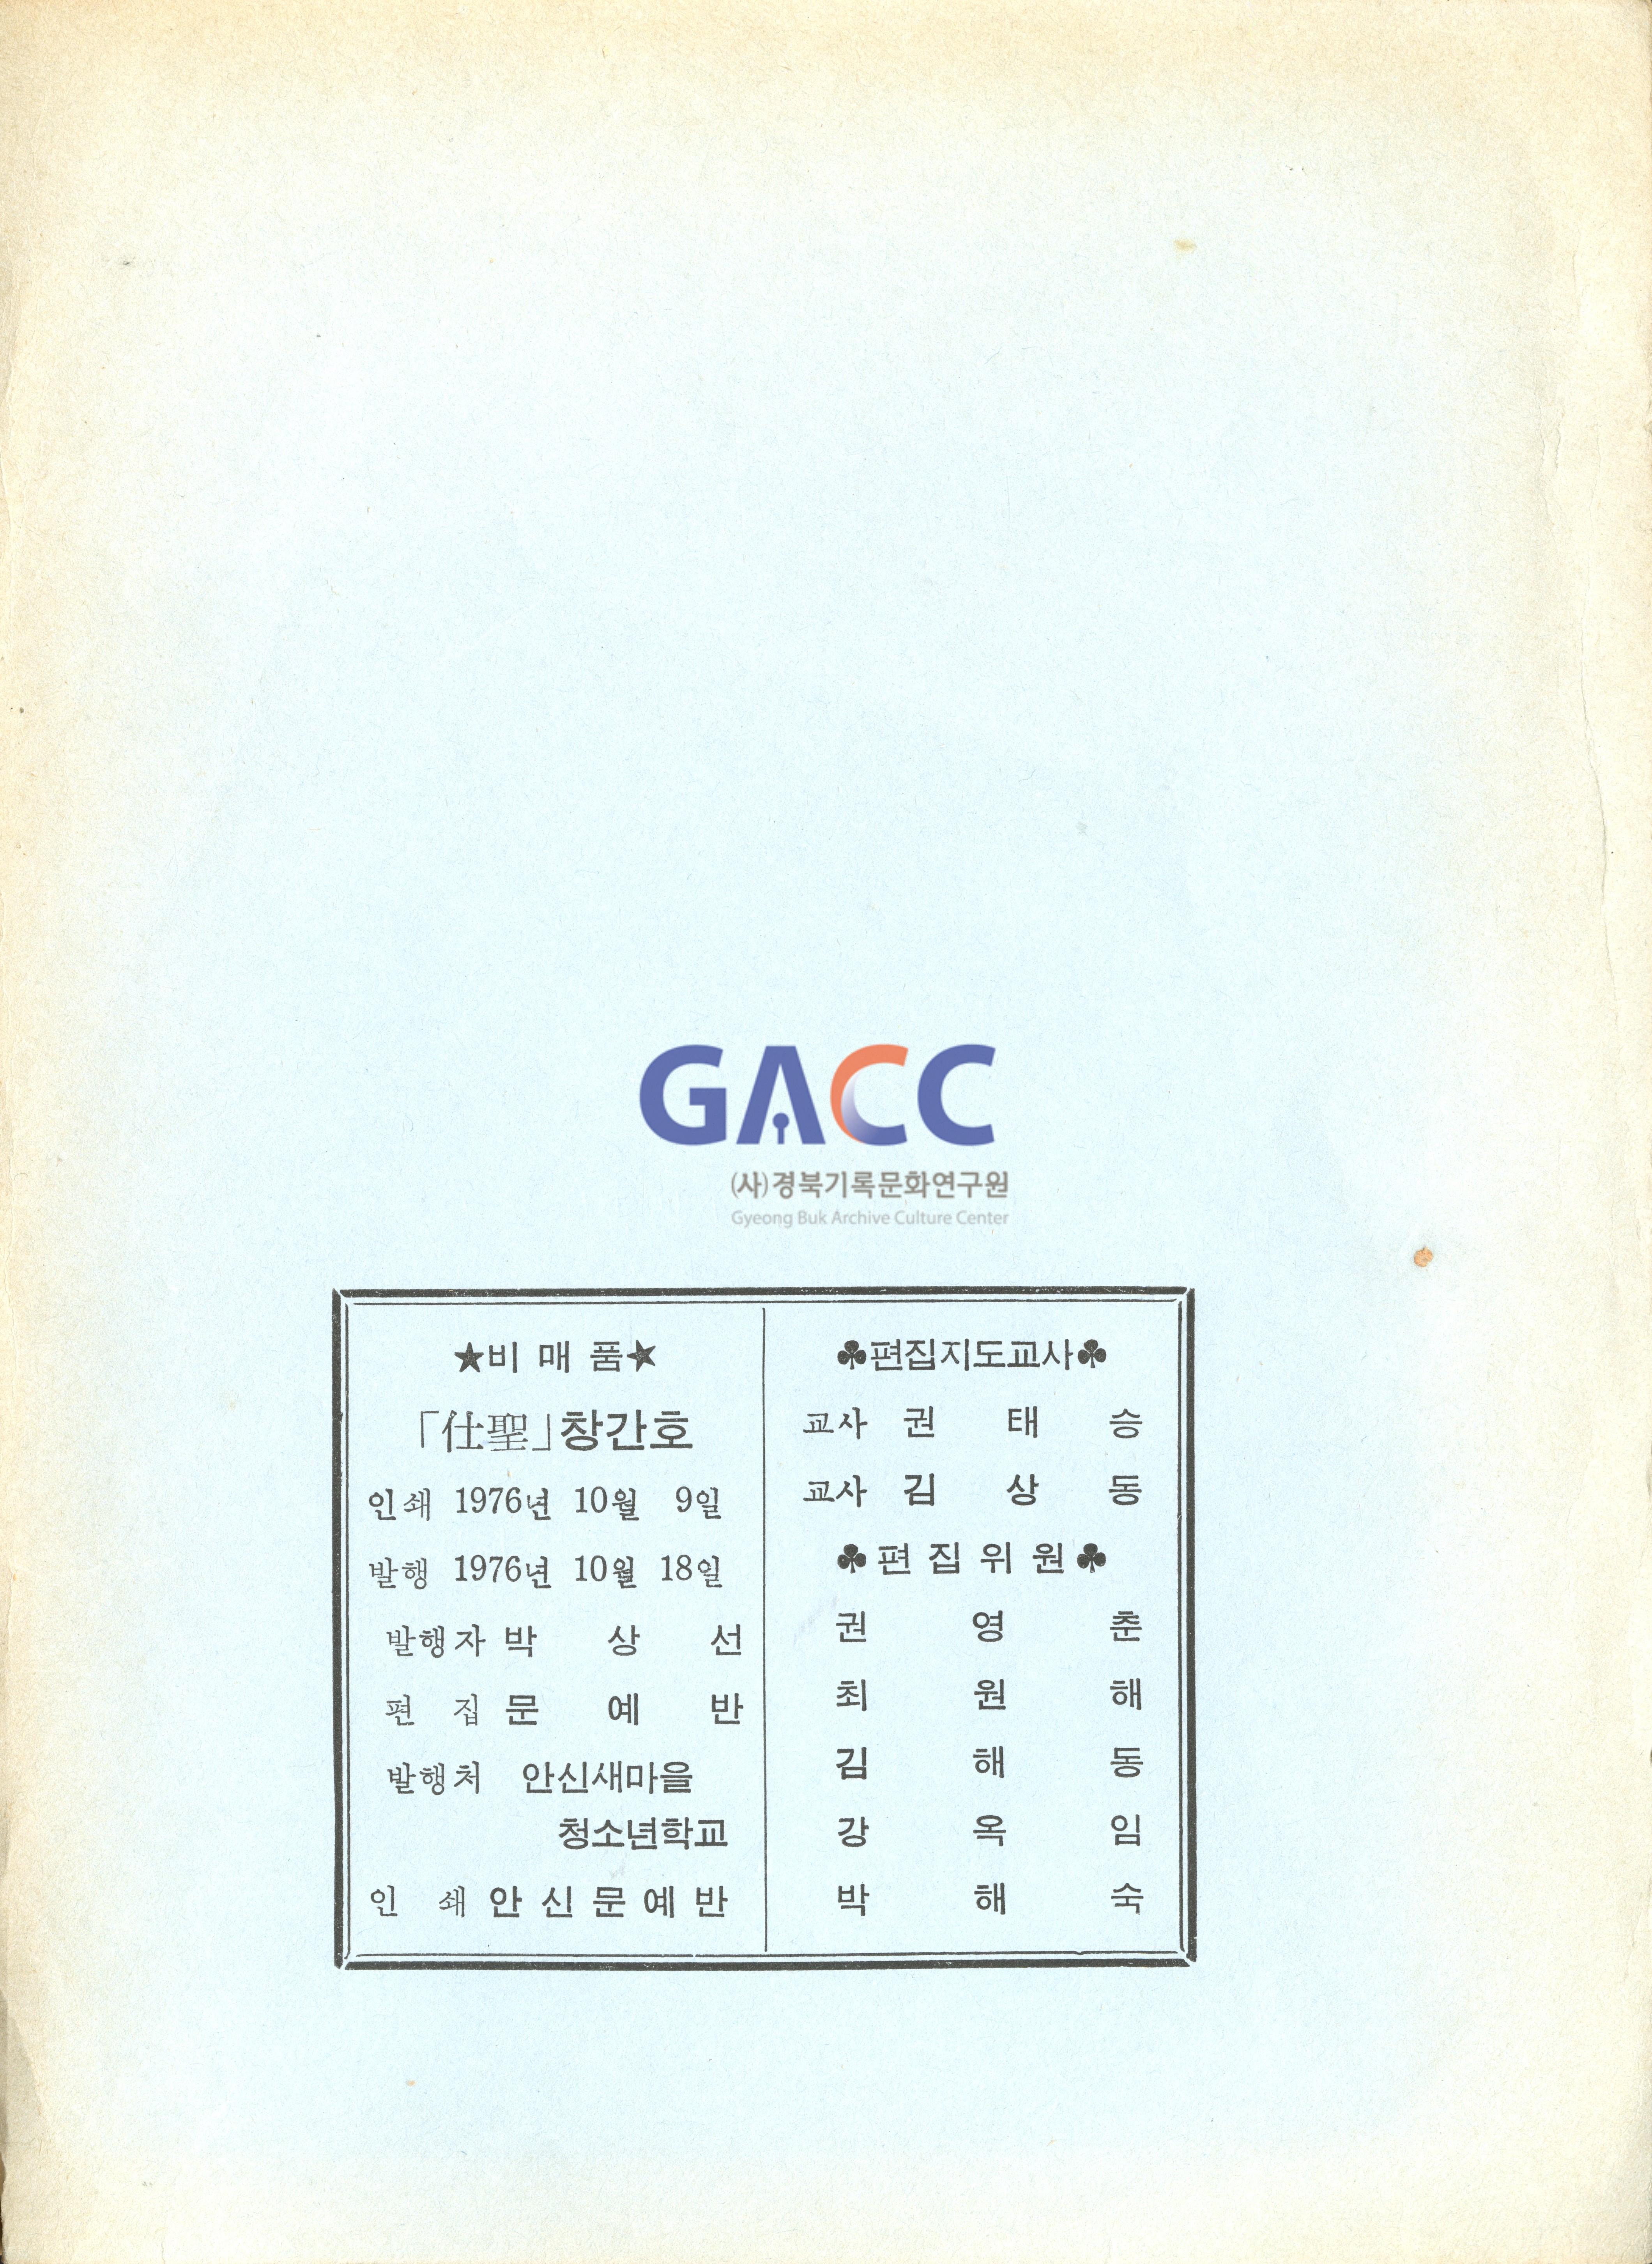 GACC
(사)경북기록문화연구원
Gyeong Buk Archive Culture Center
★비 매 품★
「仕聖」창간호
인쇄 1976년 10월 9일
발행 1976년 10월 18일
발행자 박 상 선
편 집 문 예 반
발행처 안신새마을
청소년학교
인 쇄 안 신 문 예 반
♣편집지도교사♣
교사 권 태 승
교사 김 상 동
♣편 집 위 원♣
권 영 춘
최 원 해
김 해 동
강 옥 임
박 해 숙